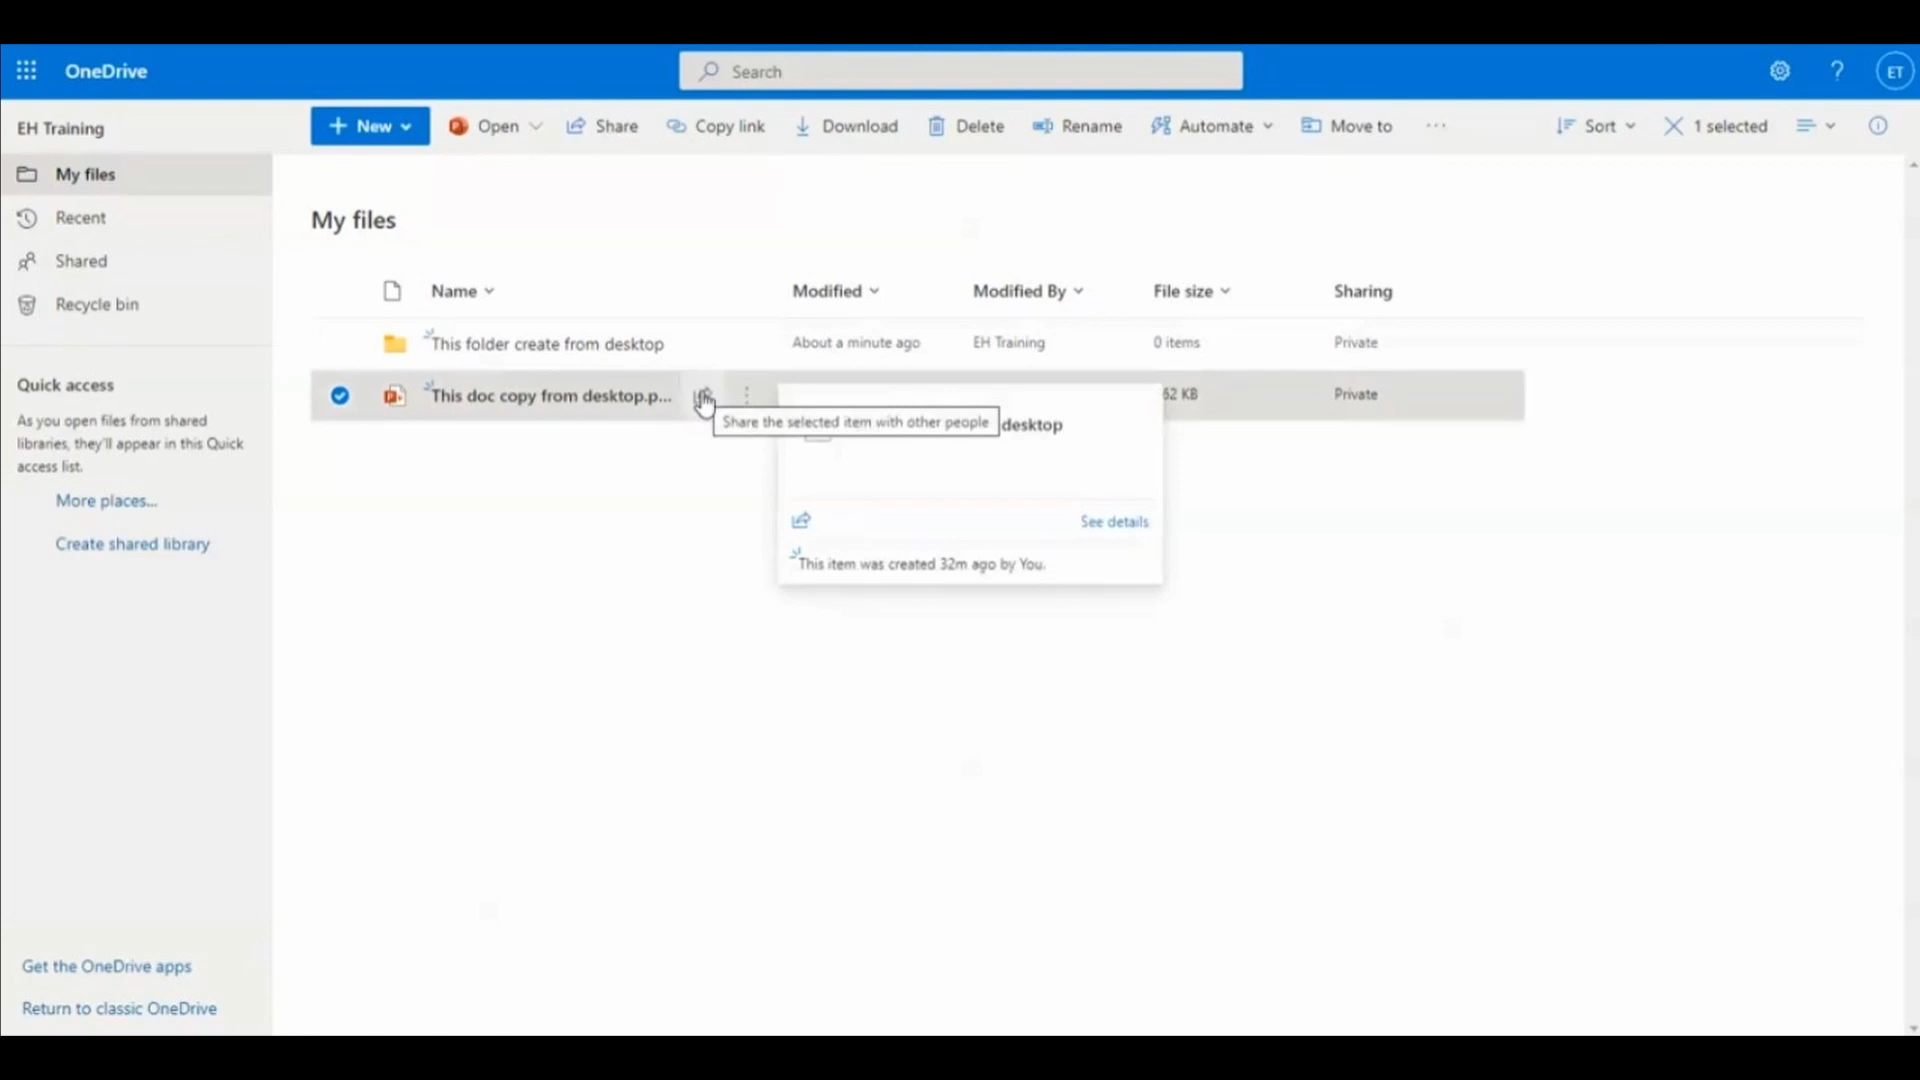 OneDrive
Search
ET
EH Training
New
Open
Share
Copy link
Download
Delete
Rename
Automate
Move to
Sort
1 selected
My files
Recent
Shared
Recycle bin
Quick access
As you open files from shared
libraries, they'll appear in this Quick
access list.
More places...
Create shared library
Get the OneDrive apps
Return to classic OneDrive
My files
Name
Modified
Modified By
File size
Sharing
This folder create from desktop
About a minute ago
EH Training
0 items
Private
This doc copy from desktop.p...
62 KB
Private
Share the selected item with other people
desktop
See details
This item was created 32m ago by You.